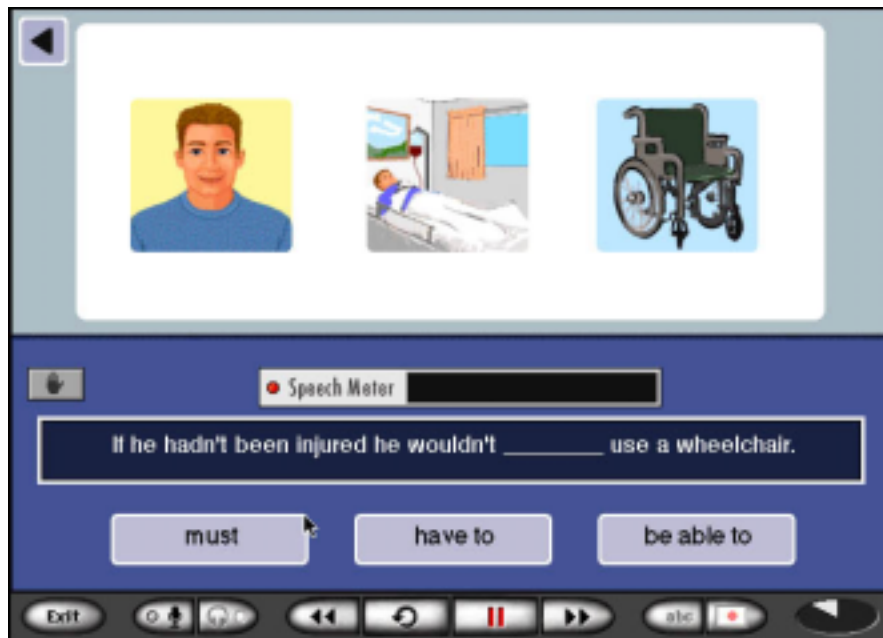 Speech Meter
If he hadn't been injured he wouldn't ________ use a wheelchair.
must have to be able to
Exit abc